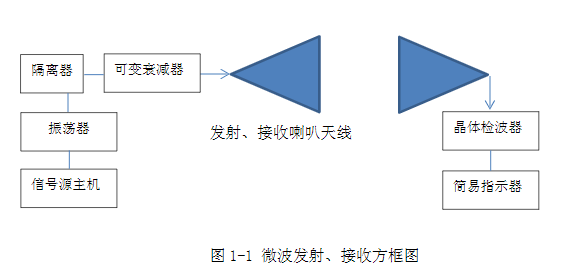 隔离器
可变衰减器
振荡器
发射、接收喇叭天线
晶体检波器
信号源主机
简易指示器
图1-1 微波发射、接收方框图